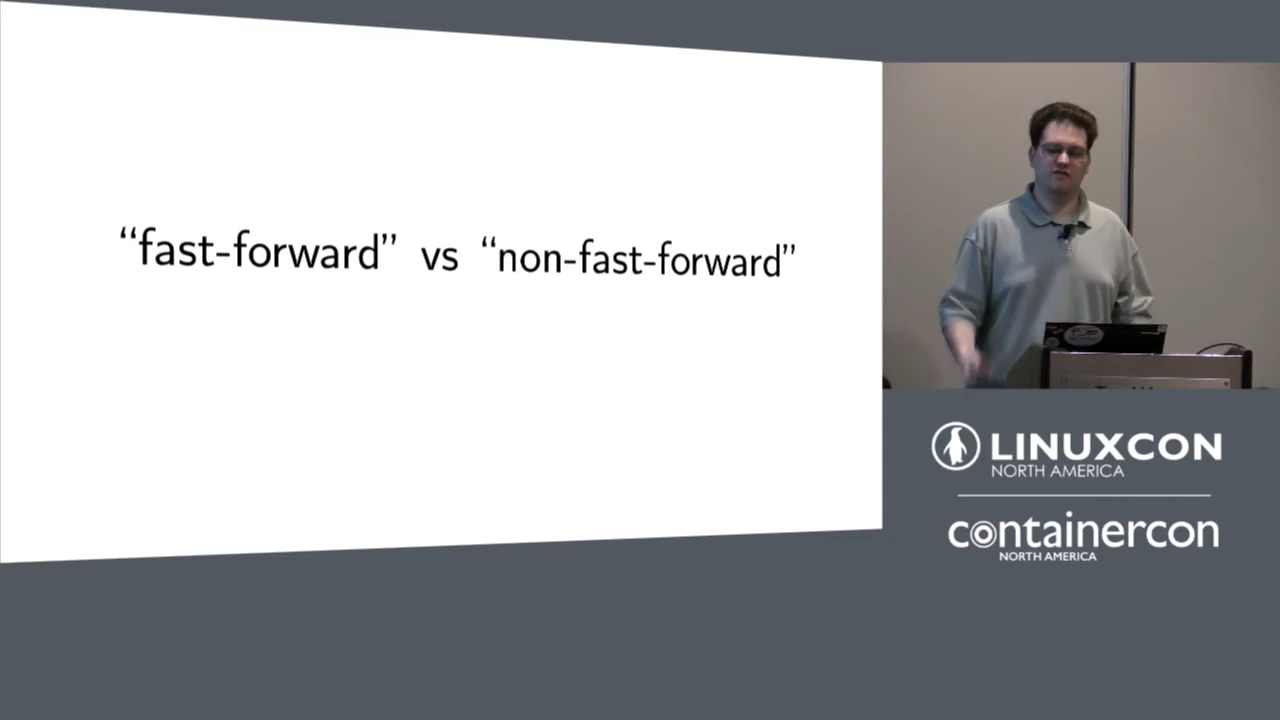 “fast-forward” vs “non-fast-forward”
LINUXCON
NORTH AMERICA
containercon
NORTH AMERICA